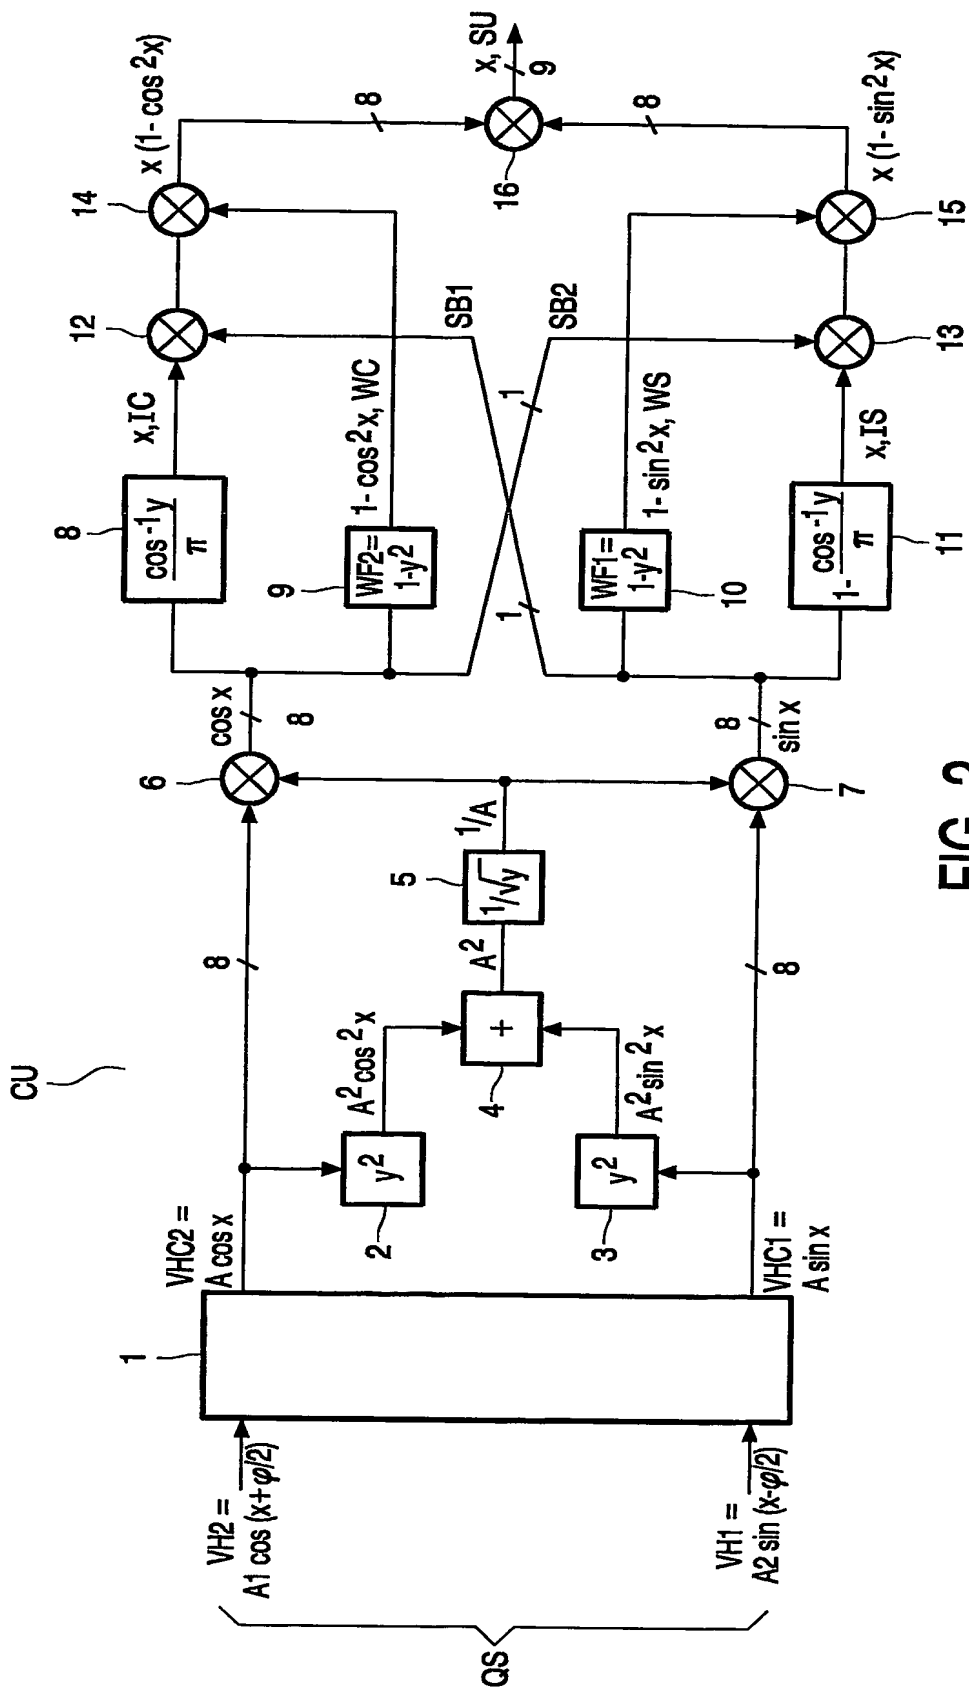 CU
QS
VH2 =
A1 cos (x+φ/2)
VH1 =
A2 sin (x-φ/2)
1
VHC2 =
A cos x
VHC1 =
A sin x
8
8
y²
2
y²
3
A² cos² x
A² sin² x
+
4
A²
1/√y
5
1/A
6
7
cos x
8
8
sin x
8
cos⁻¹y
π
x,IC
9
WF2=
1-y²
1- cos² x, WC
10
WF1=
1-y²
1- sin² x, WS
11
1- cos⁻¹y
π
x,IS
1
1
SB1
SB2
12
13
14
15
x (1- cos² x)
x (1- sin² x)
8
8
16
x, SU
9
FIG. 2